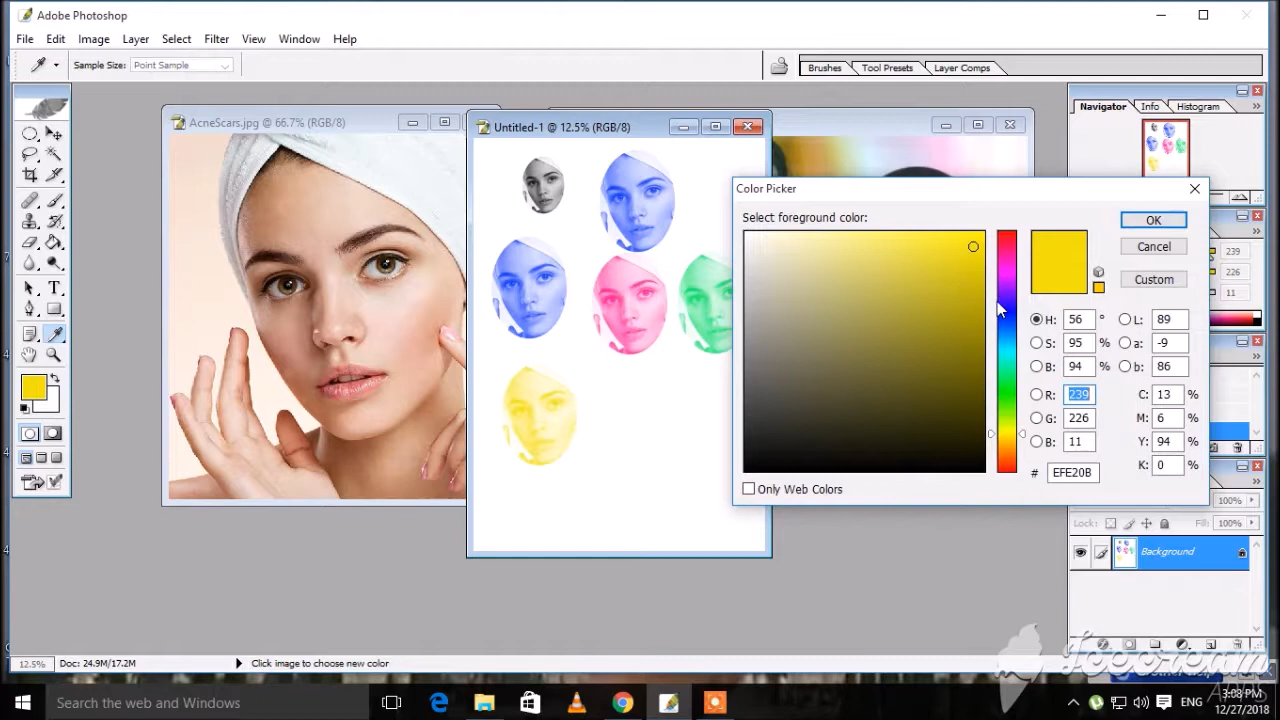 Adobe Photoshop
File Edit Image Layer Select Filter View Window Help
Sample Size: Point Sample
Brushes Tool Presets Layer Comps
Navigator Info Histogram
AcneScars.jpg @ 66.7% (RGB/8)
Untitled-1 @ 12.5% (RGB/8)
Color Picker
Select foreground color:
OK
Cancel
Custom
H: 56 ° L: 89
S: 95 % a: -9
B: 94 % b: 86
R: 239 C: 13 %
G: 226 M: 6 %
B: 11 Y: 94 %
# EFE20B K: 0 %
Only Web Colors
239
226
11
100%
Lock: Fill: 100%
Background
12.5% Doc: 24.9M/17.2M Click image to choose new color
Icecream
Apps
Search the web and Windows
ENG
3:08 PM
12/27/2018